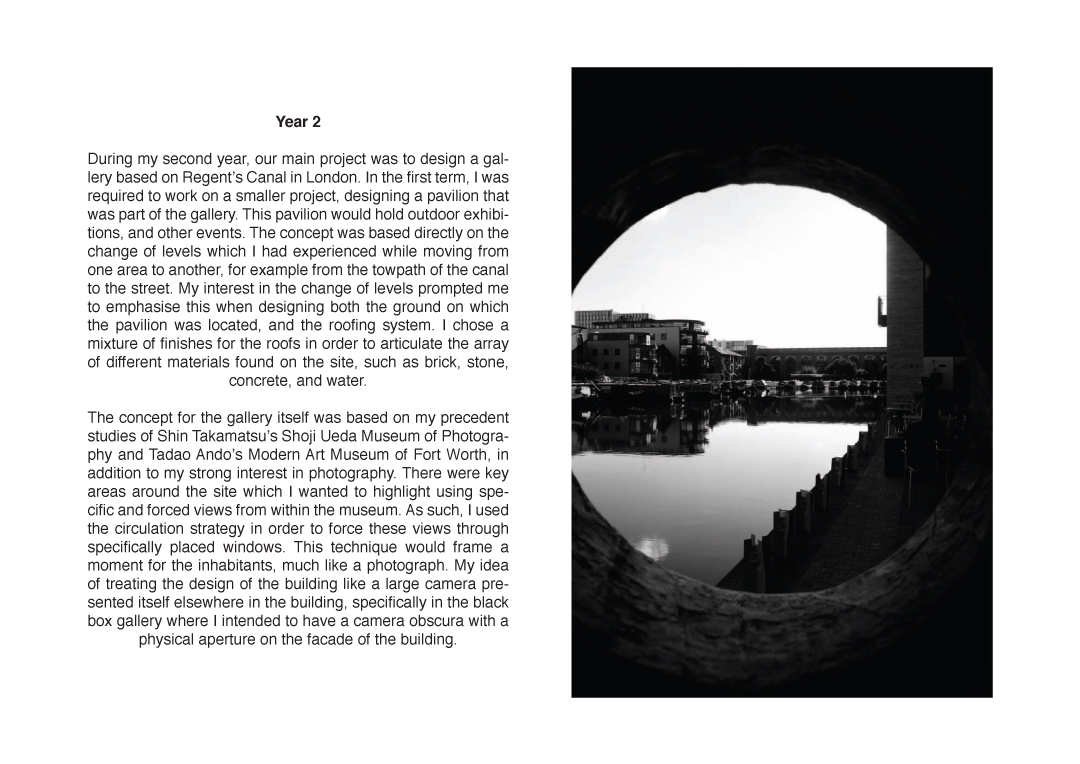 Year 2
During my second year, our main project was to design a gal-
lery based on Regent's Canal in London. In the first term, I was
required to work on a smaller project, designing a pavilion that
was part of the gallery. This pavilion would hold outdoor exhibi-
tions, and other events. The concept was based directly on the
change of levels which I had experienced while moving from
one area to another, for example from the towpath of the canal
to the street. My interest in the change of levels prompted me
to emphasise this when designing both the ground on which
the pavilion was located, and the roofing system. I chose a
mixture of finishes for the roofs in order to articulate the array
of different materials found on the site, such as brick, stone,
concrete, and water.
The concept for the gallery itself was based on my precedent
studies of Shin Takamatsu's Shoji Ueda Museum of Photogra-
phy and Tadao Ando's Modern Art Museum of Fort Worth, in
addition to my strong interest in photography. There were key
areas around the site which I wanted to highlight using spe-
cific and forced views from within the museum. As such, I used
the circulation strategy in order to force these views through
specifically placed windows. This technique would frame a
moment for the inhabitants, much like a photograph. My idea
of treating the design of the building like a large camera pre-
sented itself elsewhere in the building, specifically in the black
box gallery where I intended to have a camera obscura with a
physical aperture on the facade of the building.